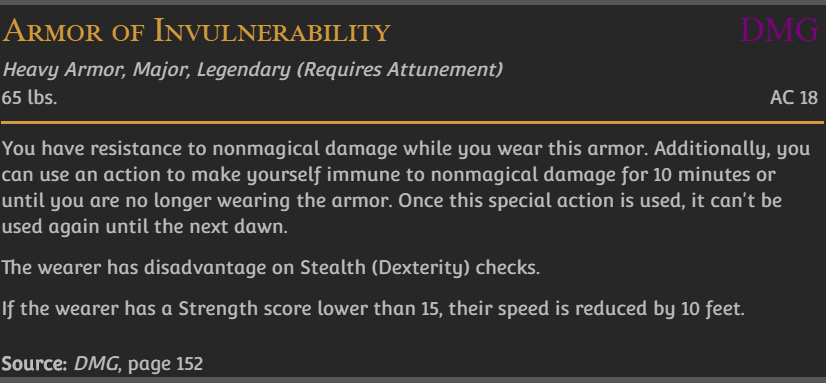 Armor of Invulnerability DMG
Heavy Armor, Major, Legendary (Requires Attunement)
65 lbs. AC 18
You have resistance to nonmagical damage while you wear this armor. Additionally, you
can use an action to make yourself immune to nonmagical damage for 10 minutes or
until you are no longer wearing the armor. Once this special action is used, it can't be
used again until the next dawn.
The wearer has disadvantage on Stealth (Dexterity) checks.
If the wearer has a Strength score lower than 15, their speed is reduced by 10 feet.
Source: DMG, page 152